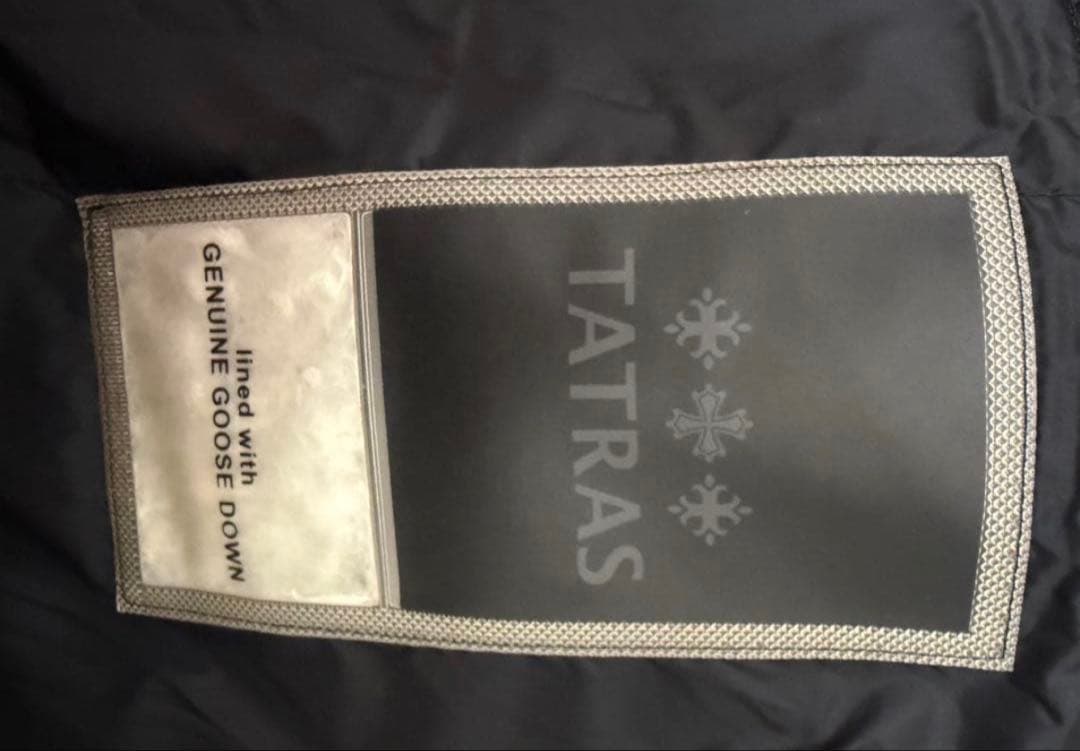 TATRAS
lined with
GENUINE GOOSE DOWN